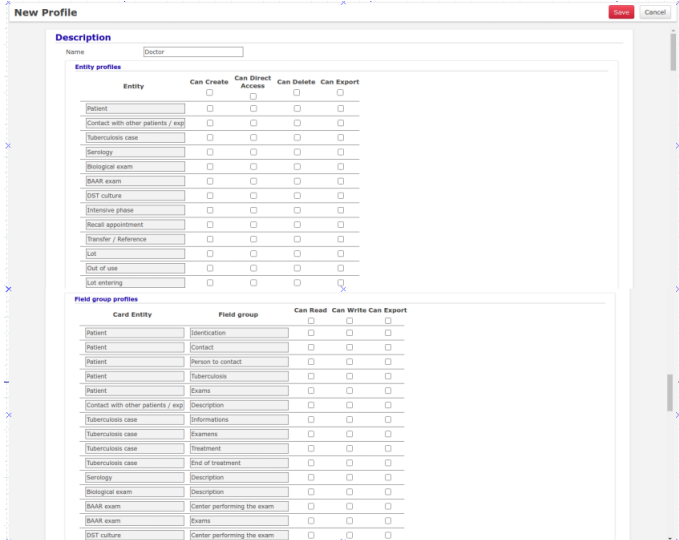 New Profile
Save
Cancel
Description
Name
Doctor
Entity profiles
Entity Can Create Can Direct Access Can Delete Can Export
Patient
Contact with other patients / exp
Tuberculosis case
Serology
Biological exam
BAAR exam
DST culture
Intensive phase
Recall appointment
Transfer / Reference
Lot
Out of use
Lot entering
Field group profiles
Card Entity Field group Can Read Can Write Can Export
Patient Identication
Patient Contact
Patient Person to contact
Patient Tuberculosis
Patient Exams
Contact with other patients / exp Description
Tuberculosis case Informations
Tuberculosis case Examens
Tuberculosis case Treatment
Tuberculosis case End of treatment
Serology Description
Biological exam Description
BAAR exam Center performing the exam
BAAR exam Exams
DST culture Center performing the exam